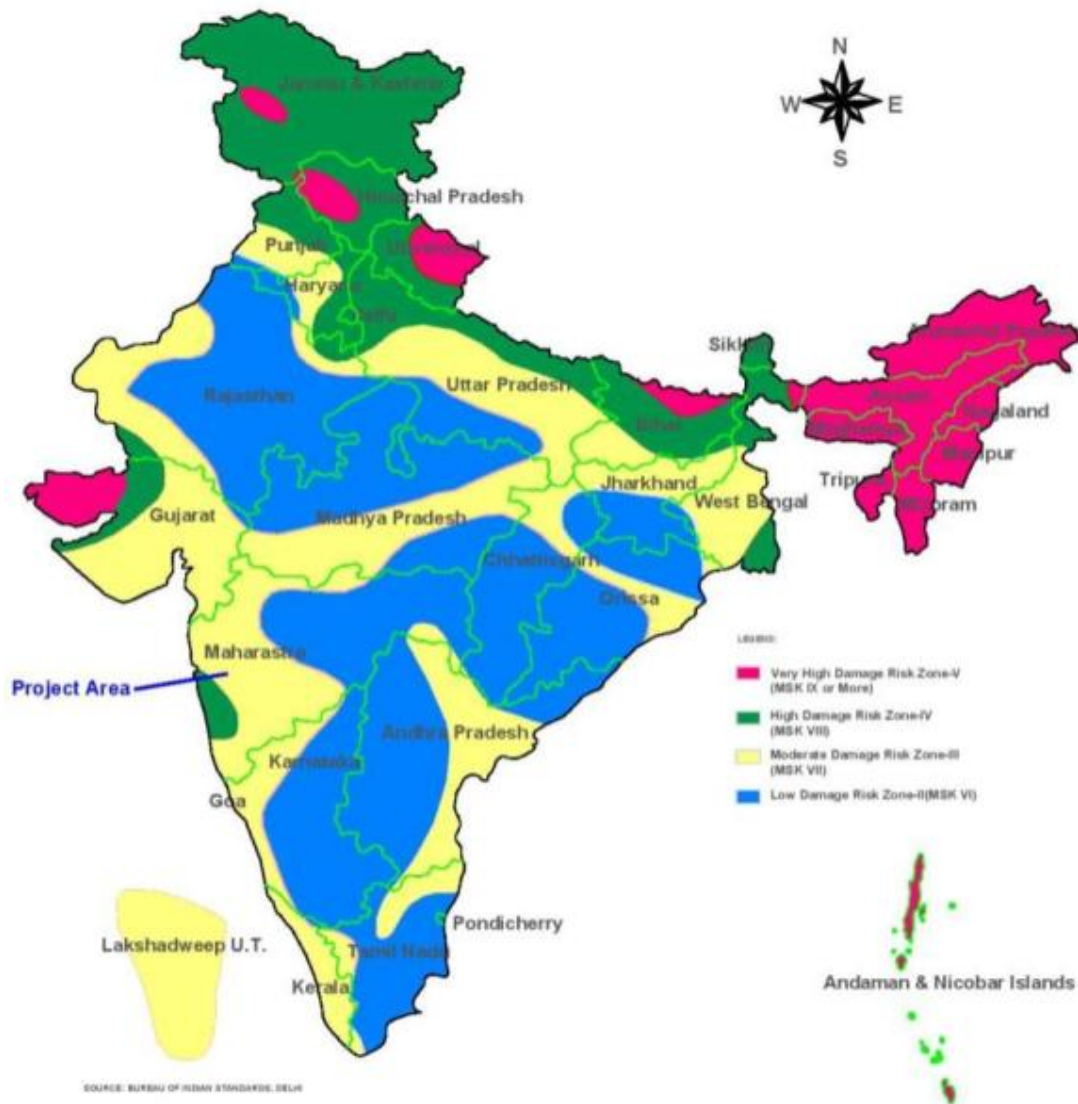 N
W E
S
Jammu & Kashmir
Himachal Pradesh
Punjab
Uttaranchal
Haryana
Delhi
Sikkim
Arunachal Pradesh
Uttar Pradesh
Rajasthan
Assam
Nagaland
Bihar
Meghalaya
Manipur
Tripura
Jharkhand
West Bengal
Mizoram
Gujarat
Madhya Pradesh
Chhattisgarh
Orissa
LEGEND:
Maharastra
Very High Damage Risk Zone-V
(MSK IX or More)
Project Area
High Damage Risk Zone-IV
(MSK VIII)
Andhra Pradesh
Moderate Damage Risk Zone-III
(MSK VII)
Karnataka
Low Damage Risk Zone-II(MSK VI)
Goa
Pondicherry
Lakshadweep U.T.
Tamil Nadu
Kerala
Andaman & Nicobar Islands
SOURCE: BUREAU OF INDIAN STANDARDS, DELHI